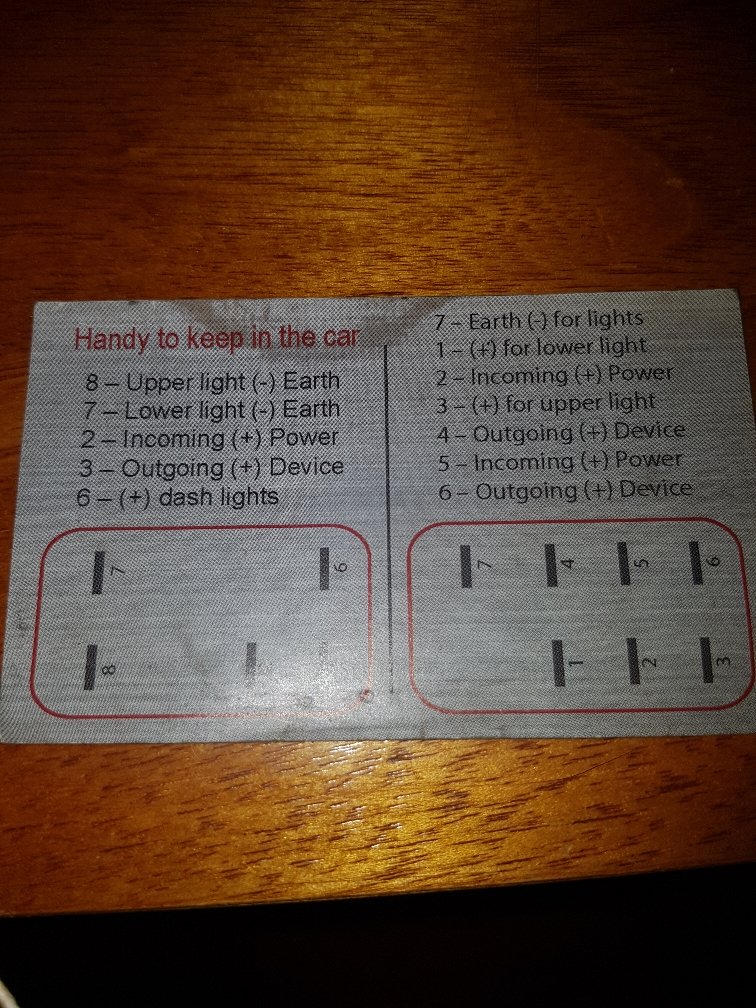 Handy to keep in the car
8 – Upper light (-) Earth
7 – Lower light (-) Earth
2 – Incoming (+) Power
3 – Outgoing (+) Device
6 – (+) dash lights
7
6
8
7 – Earth (-) for lights
1 – (+) for lower light
2 – Incoming (+) Power
3 – (+) for upper light
4 – Outgoing (+) Device
5 – Incoming (+) Power
6 – Outgoing (+) Device
7
4
5
6
1
2
3